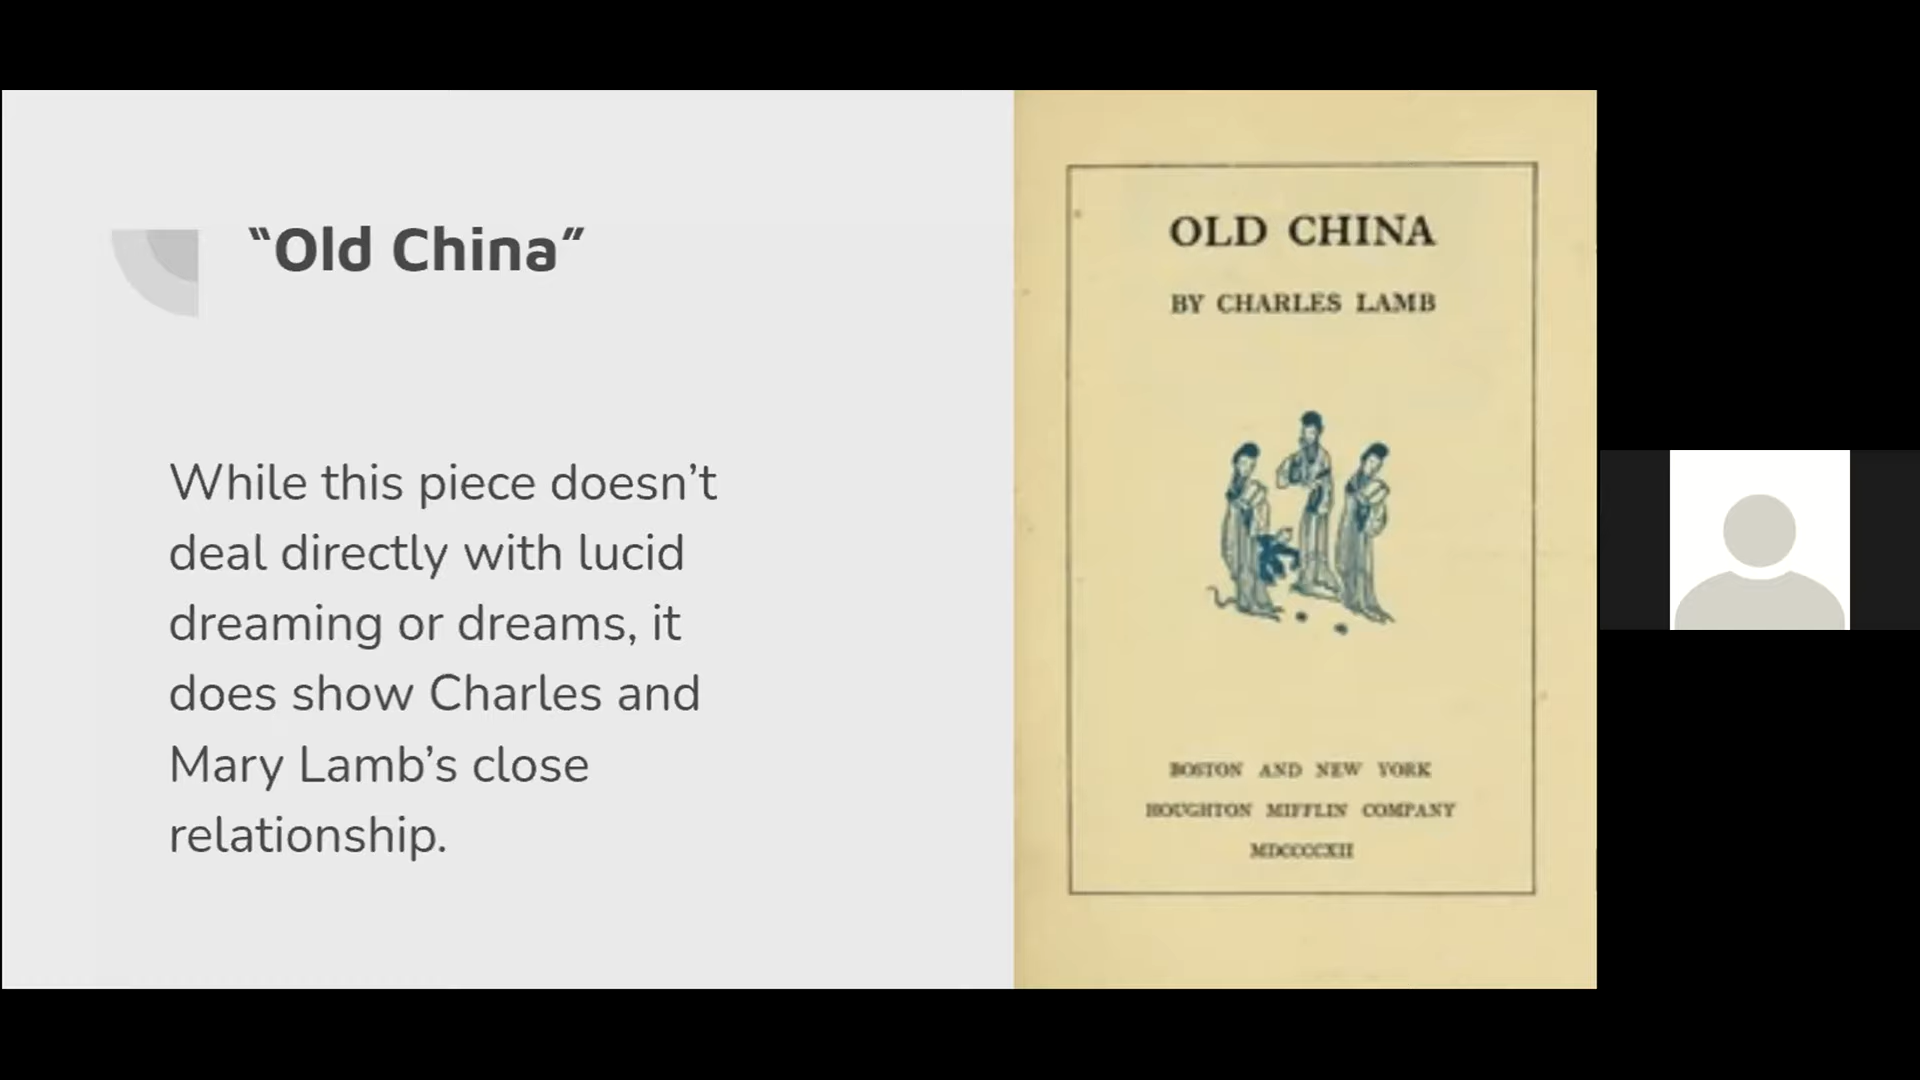 “Old China”
While this piece doesn’t
deal directly with lucid
dreaming or dreams, it
does show Charles and
Mary Lamb’s close
relationship.
OLD CHINA
BY CHARLES LAMB
BOSTON AND NEW YORK
HOUGHTON MIFFLIN COMPANY
MDCCCCXII